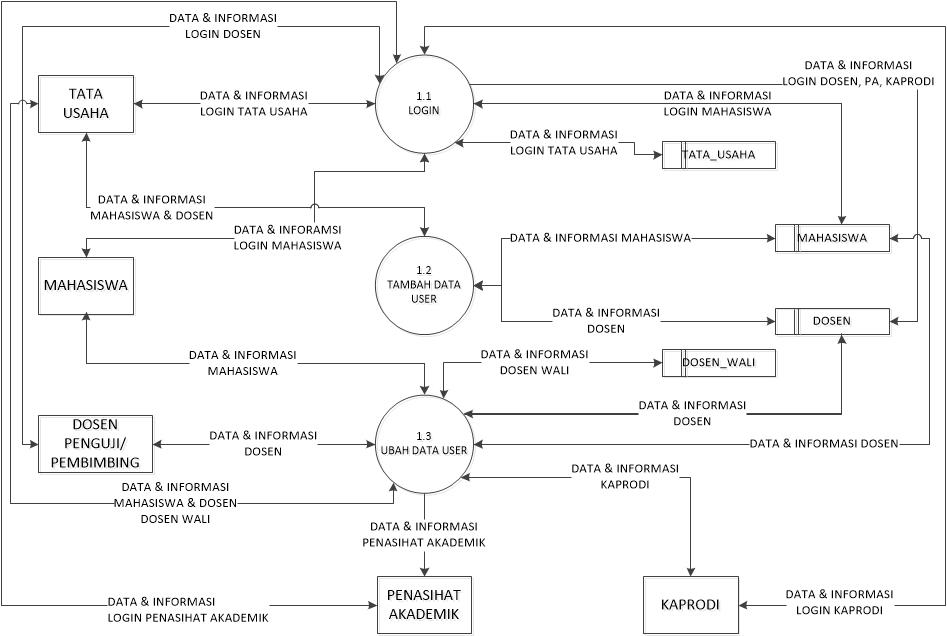 DATA & INFORMASI
LOGIN DOSEN
DATA & INFORMASI
LOGIN DOSEN, PA, KAPRODI
TATA
USAHA
DATA & INFORMASI
LOGIN TATA USAHA
1.1
LOGIN
DATA & INFORMASI
LOGIN MAHASISWA
DATA & INFORMASI
LOGIN TATA USAHA
TATA_USAHA
DATA & INFORMASI
MAHASISWA & DOSEN
DATA & INFORAMSI
LOGIN MAHASISWA
DATA & INFORMASI MAHASISWA
MAHASISWA
MAHASISWA
1.2
TAMBAH DATA
USER
DATA & INFORMASI
DOSEN
DOSEN
DATA & INFORMASI
MAHASISWA
DATA & INFORMASI
DOSEN WALI
DOSEN_WALI
DATA & INFORMASI
DOSEN
DOSEN
PENGUJI/
PEMBIMBING
DATA & INFORMASI
DOSEN
1.3
UBAH DATA USER
DATA & INFORMASI DOSEN
DATA & INFORMASI
KAPRODI
DATA & INFORMASI
MAHASISWA & DOSEN
DOSEN WALI
DATA & INFORMASI
PENASIHAT AKADEMIK
DATA & INFORMASI
LOGIN PENASIHAT AKADEMIK
PENASIHAT
AKADEMIK
KAPRODI
DATA & INFORMASI
LOGIN KAPRODI